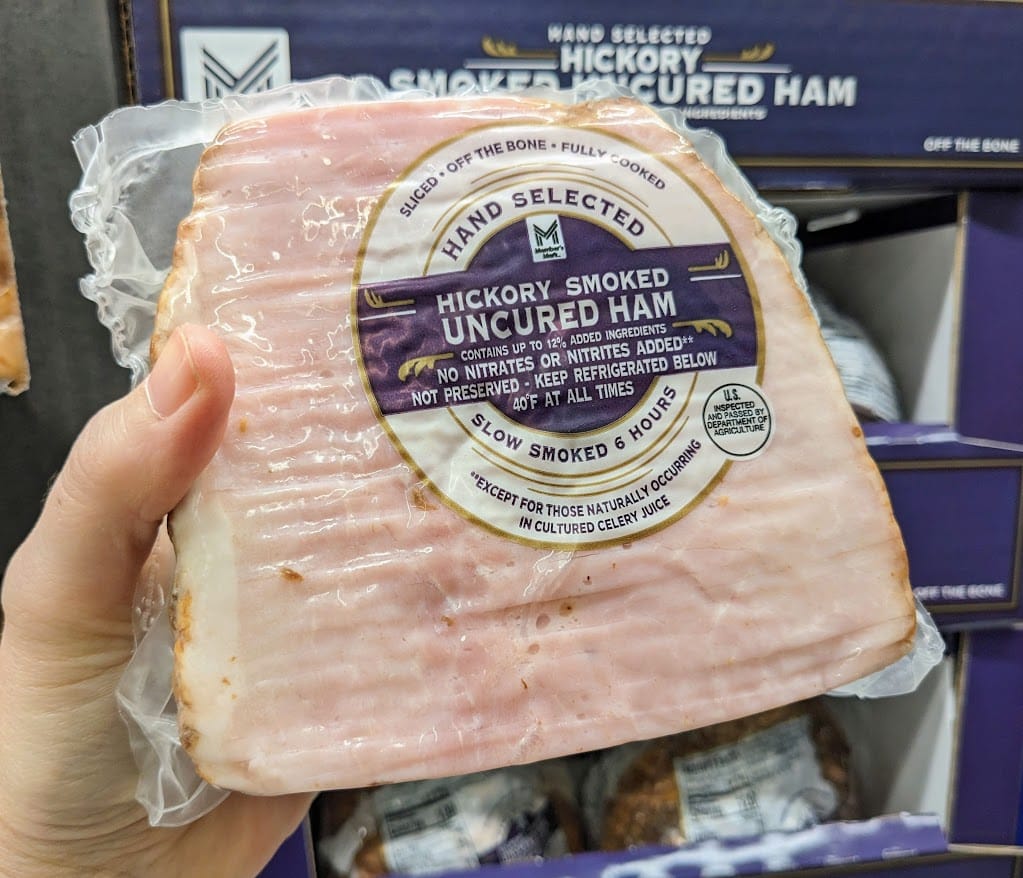 HAND SELECTED
HICKORY
SMOKED UNCURED HAM
INGREDIENTS
OFF THE BONE
SLICED • OFF THE BONE • FULLY COOKED
HAND SELECTED
Member's
Mark
HICKORY SMOKED
UNCURED HAM
CONTAINS UP TO 12% ADDED INGREDIENTS
NO NITRATES OR NITRITES ADDED**
NOT PRESERVED - KEEP REFRIGERATED BELOW
40°F AT ALL TIMES
SLOW SMOKED 6 HOURS
**EXCEPT FOR THOSE NATURALLY OCCURRING
IN CULTURED CELERY JUICE
U.S.
INSPECTED
AND PASSED BY
DEPARTMENT OF
AGRICULTURE
OFF THE BONE